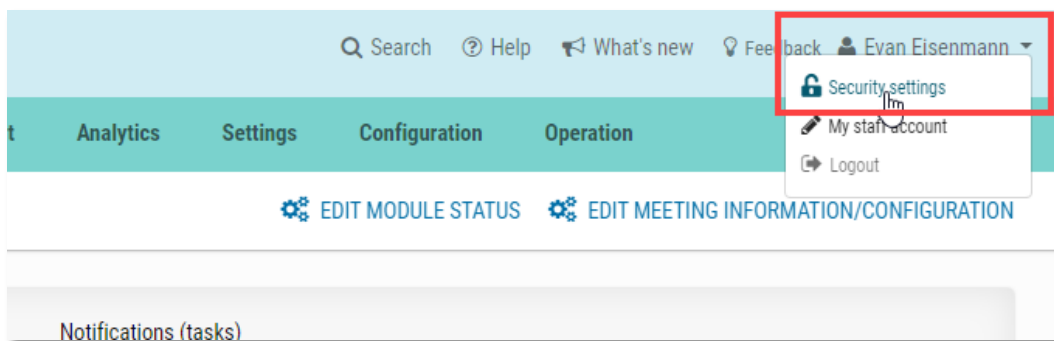 Search Help What's new Feedback Evan Eisenmann
Security settings
Analytics Settings Configuration Operation
My staff account
Logout
EDIT MODULE STATUS EDIT MEETING INFORMATION/CONFIGURATION
Notifications (tasks)